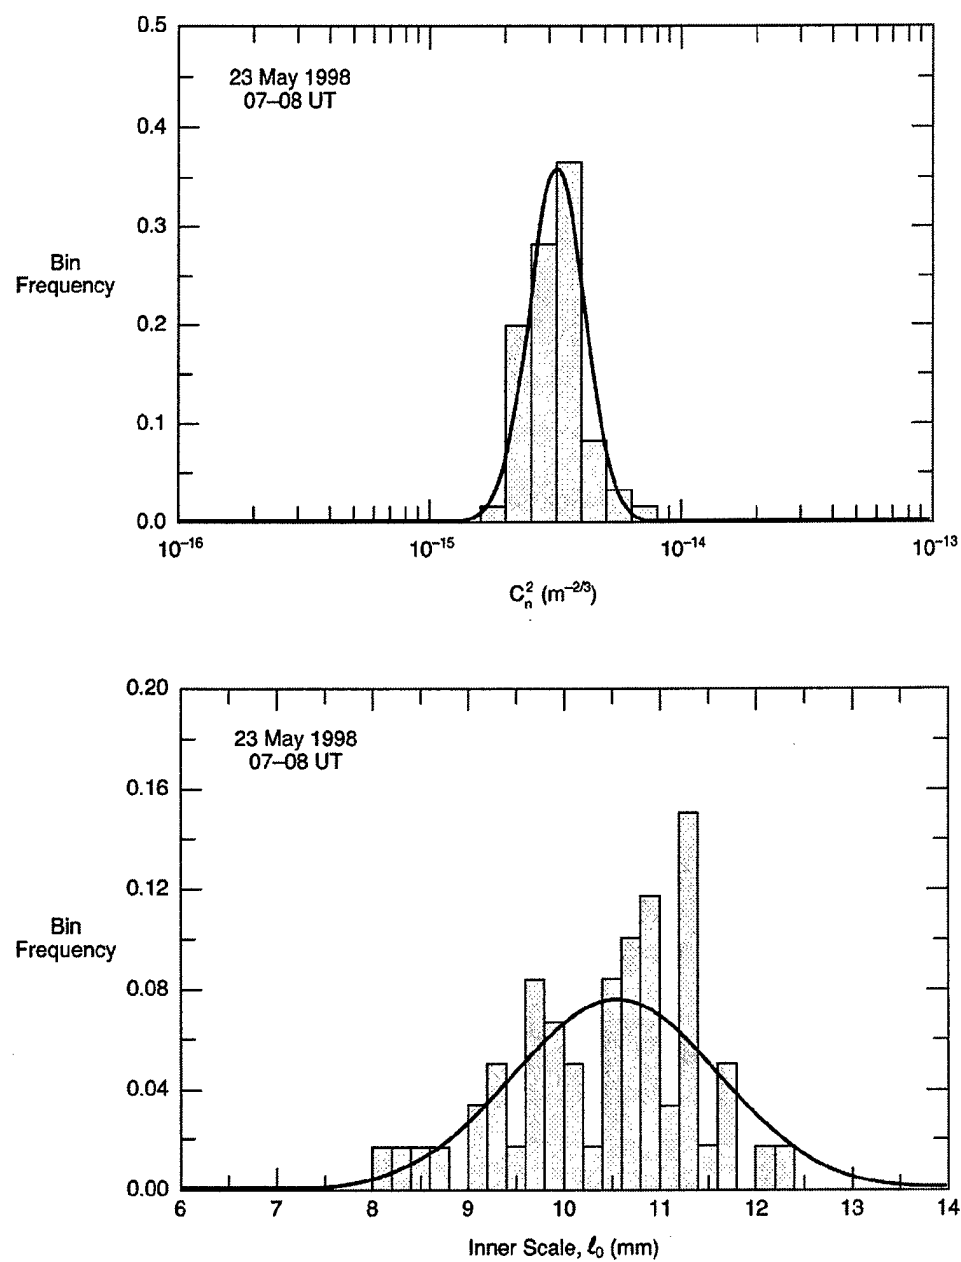 0.5
23 May 1998
07–08 UT
0.4
0.3
Bin
Frequency
0.2
0.1
0.0
10⁻¹⁶
10⁻¹⁵
10⁻¹⁴
10⁻¹³
Cₙ² (m⁻²/³)
0.20
23 May 1998
07–08 UT
0.16
0.12
Bin
Frequency
0.08
0.04
0.00
6 7 8 9 10 11 12 13 14
Inner Scale, ℓ₀ (mm)